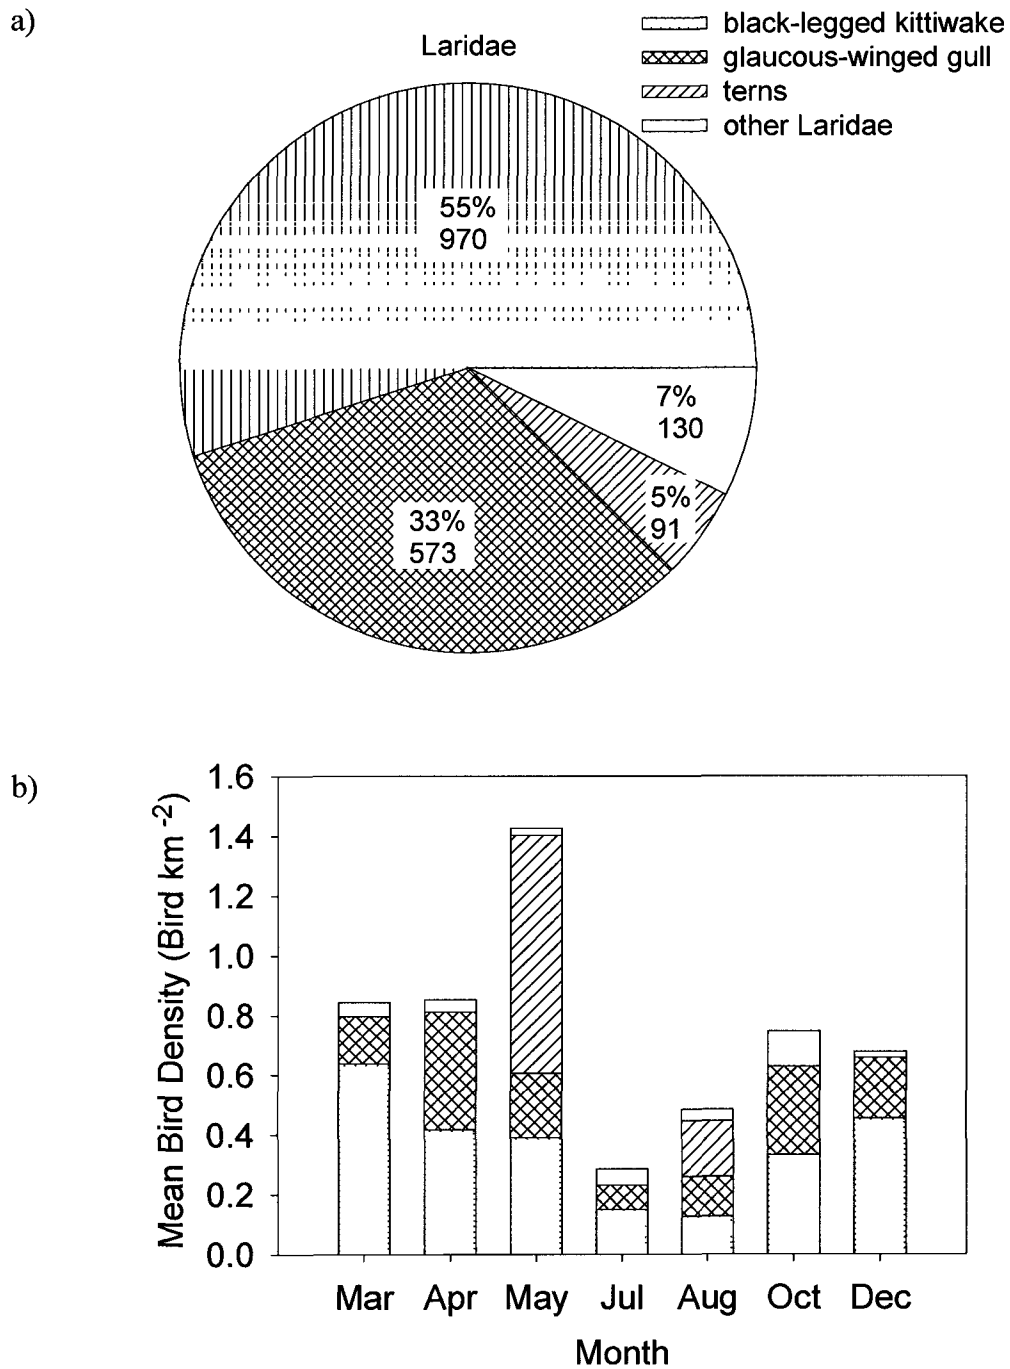 a)
Laridae
black-legged kittiwake
glaucous-winged gull
terns
other Laridae
55%
970
7%
130
5%
91
33%
573
b)
Mean Bird Density (Bird km -2)
1.6
1.4
1.2
1.0
0.8
0.6
0.4
0.2
0.0
Mar Apr May Jul Aug Oct Dec
Month